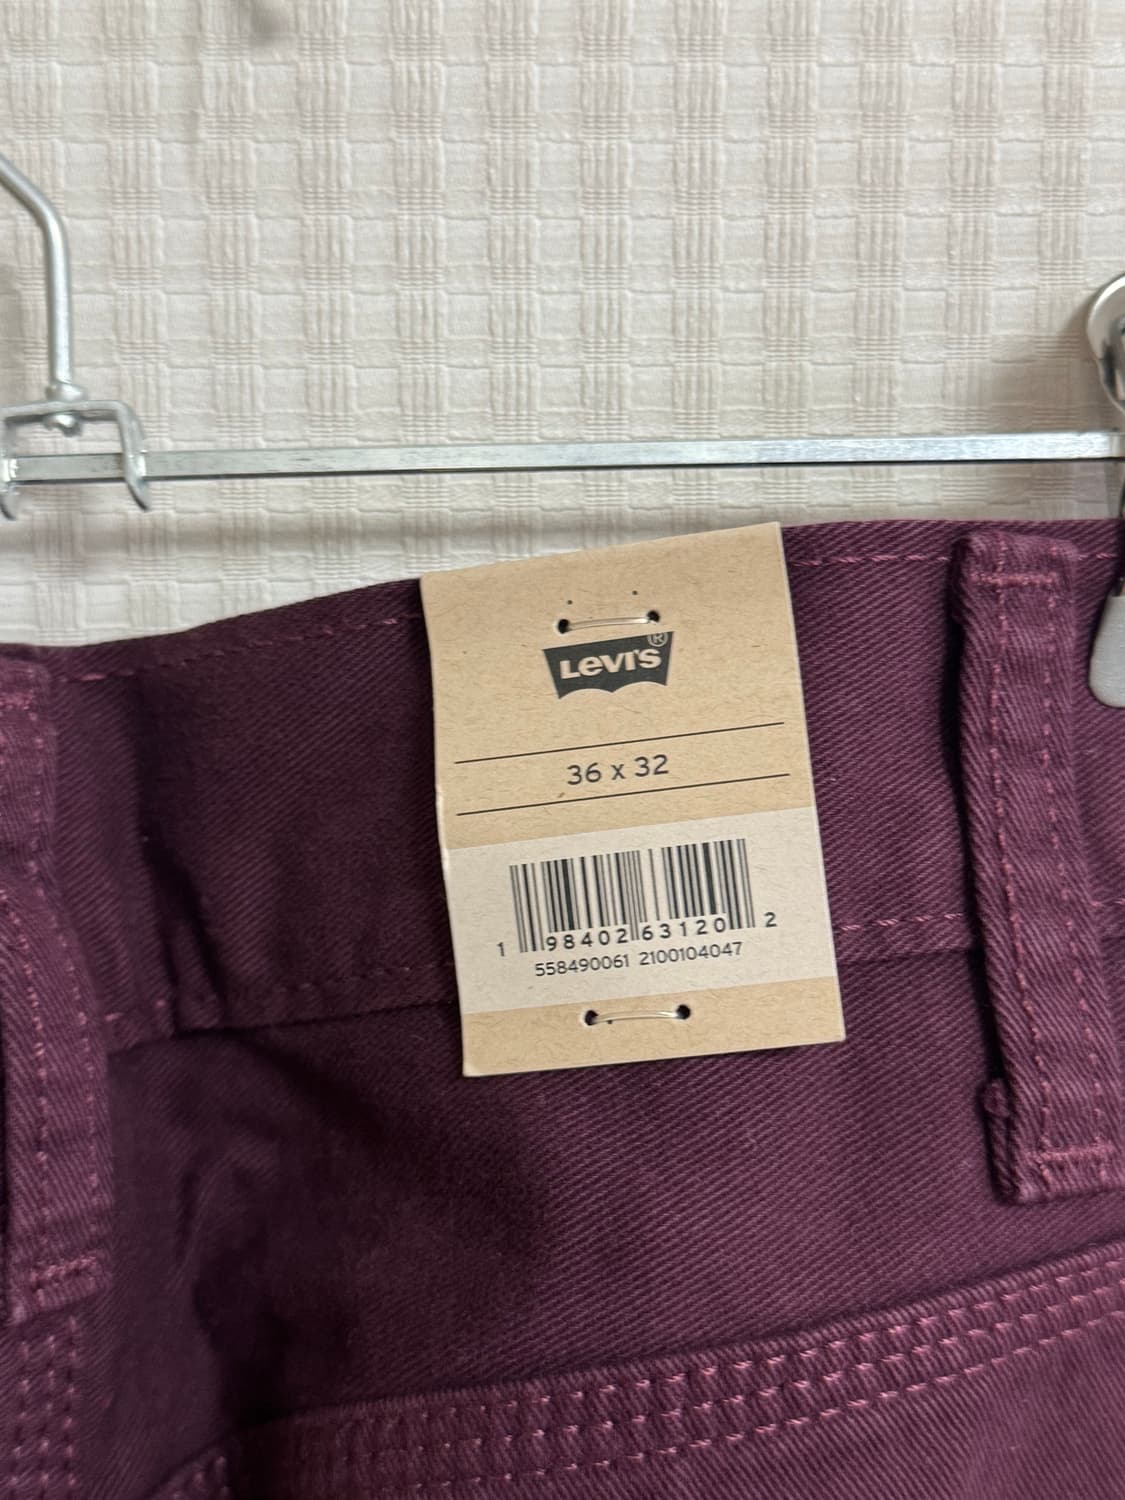 Levi's®
36 x 32
1 98402 63120 2
558490061 2100104047